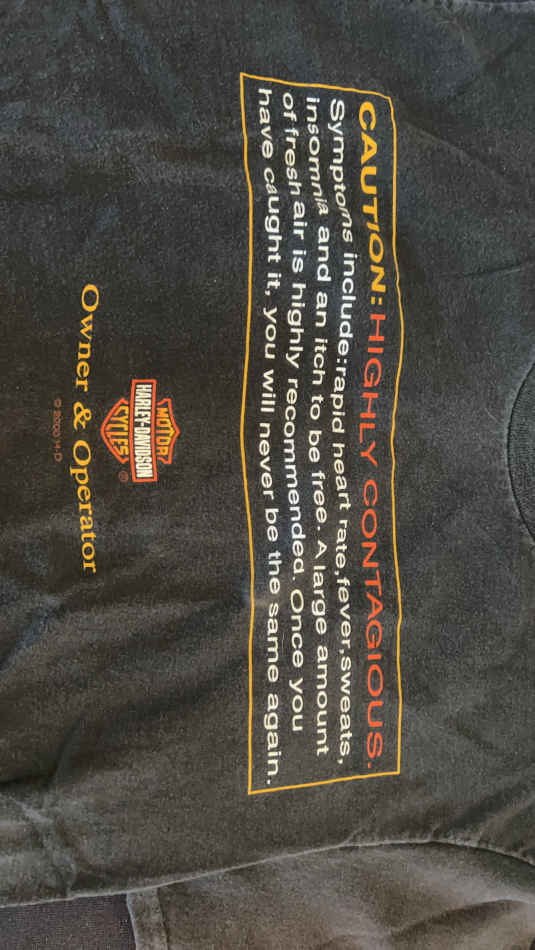 CAUTION: HIGHLY CONTAGIOUS.
Symptoms include:rapid heart rate,fever,sweats,
insomnia and an itch to be free. A large amount
of fresh air is highly recommended. Once you
have caught it, you will never be the same again.
MOTOR
HARLEY-DAVIDSON
CYCLES
®
Owner & Operator
© 2000 H-D